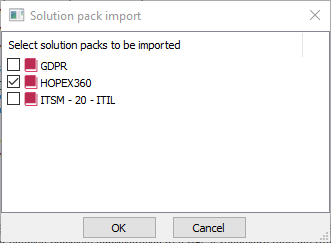 Solution pack import
Select solution packs to be imported
GDPR
HOPEX360
ITSM - 20 - ITIL
OK
Cancel